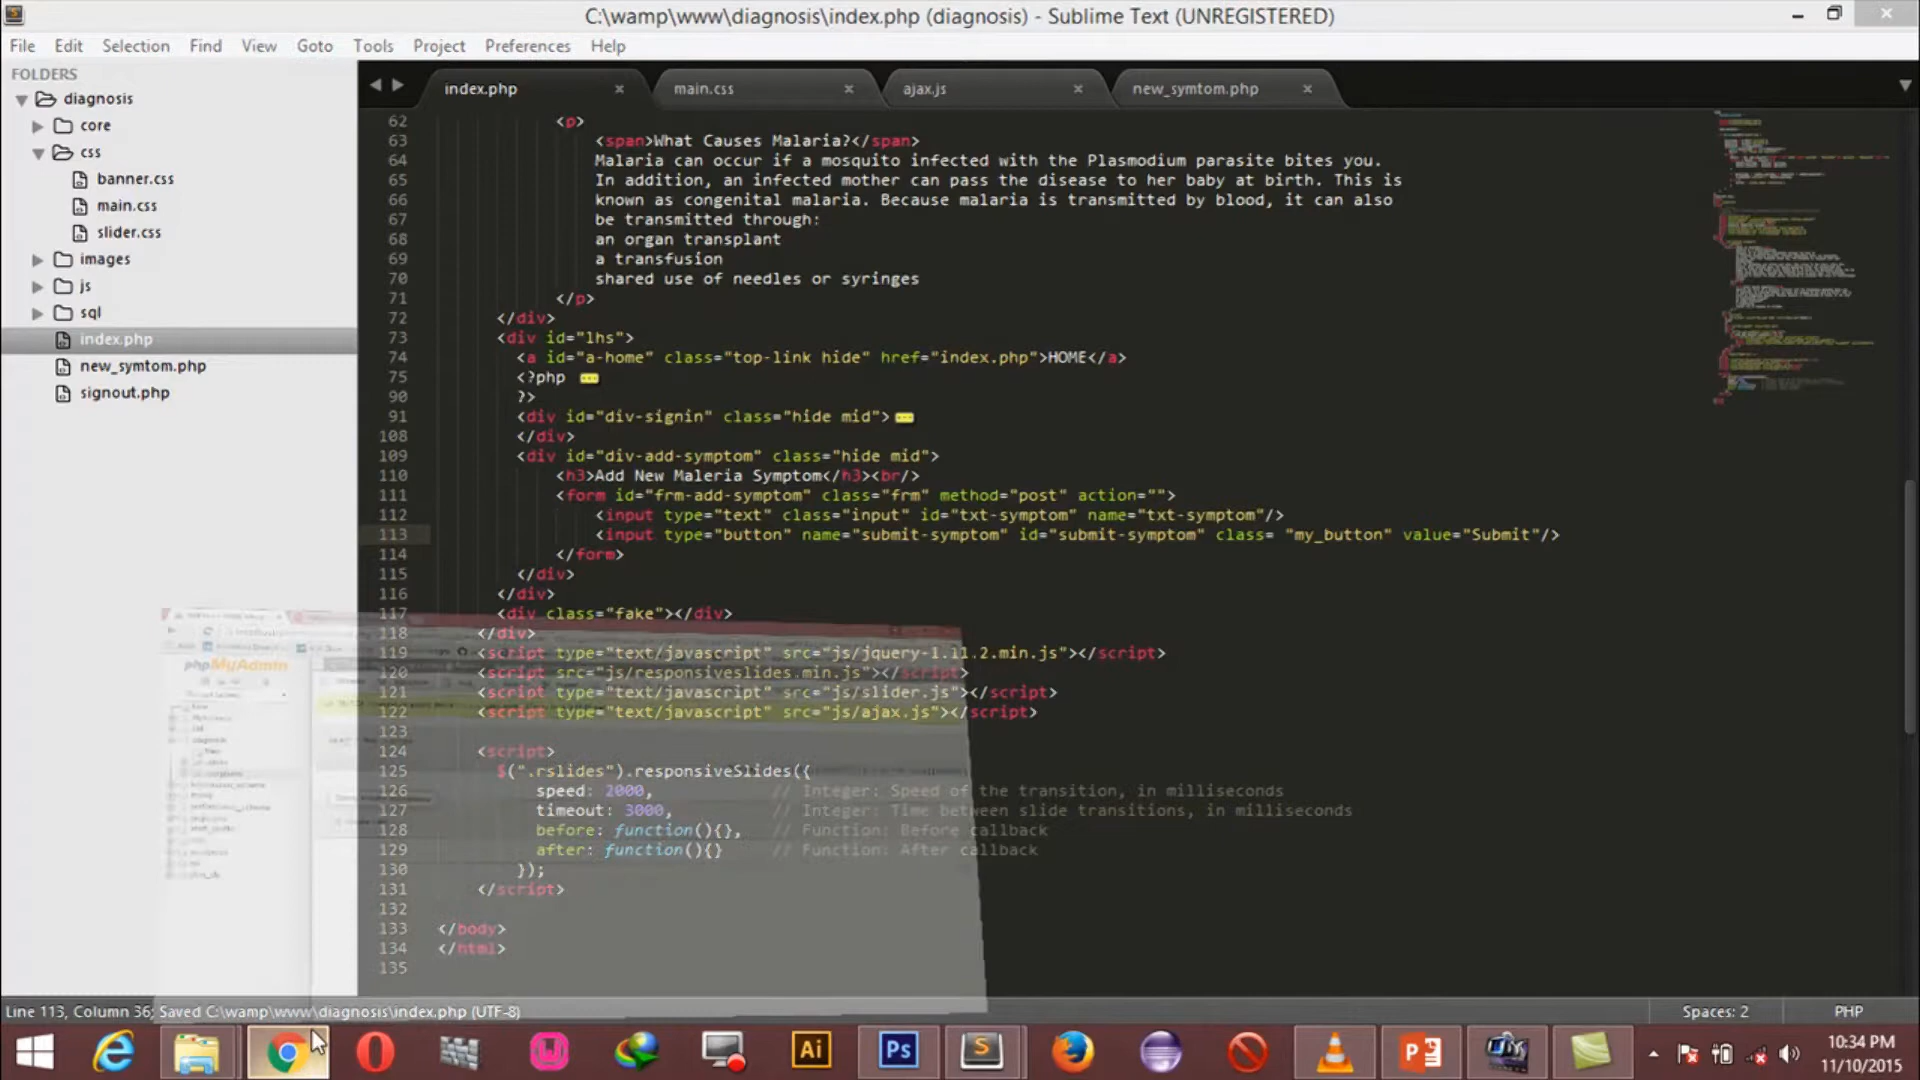 C:\wamp\www\diagnosis\index.php (diagnosis) - Sublime Text (UNREGISTERED)
File Edit Selection Find View Goto Tools Project Preferences Help
FOLDERS
diagnosis
core
css
banner.css
main.css
slider.css
images
js
sql
index.php
new_symtom.php
signout.php
index.php main.css ajax.js new_symtom.php
62 <p>
63 <span>What Causes Malaria?</span>
64 Malaria can occur if a mosquito infected with the Plasmodium parasite bites you.
65 In addition, an infected mother can pass the disease to her baby at birth. This is
66 known as congenital malaria. Because malaria is transmitted by blood, it can also
67 be transmitted through:
68 an organ transplant
69 a transfusion
70 shared use of needles or syringes
71 </p>
72 </div>
73 <div id="lhs">
74 <a id="a-home" class="top-link hide" href="index.php">HOME</a>
75 <?php
90 ?>
91 <div id="div-signin" class="hide mid">
108 </div>
109 <div id="div-add-symptom" class="hide mid">
110 <h3>Add New Maleria Symptom</h3><br/>
111 <form id="frm-add-symptom" class="frm" method="post" action="">
112 <input type="text" class="input" id="txt-symptom" name="txt-symptom"/>
113 <input type="button" name="submit-symptom" id="submit-symptom" class= "my_button" value="Submit"/>
114 </form>
115 </div>
116 </div>
117 <div class="fake"></div>
118 </div>
119 <script type="text/javascript" src="js/jquery-1.11.2.min.js"></script>
120 <script src="js/responsiveslides.min.js"></script>
121 <script type="text/javascript" src="js/slider.js"></script>
122 <script type="text/javascript" src="js/ajax.js"></script>
123
124 <script>
125 $(".rslides").responsiveSlides({
126 speed: 2000, // Integer: Speed of the transition, in milliseconds
127 timeout: 3000, // Integer: Time between slide transitions, in milliseconds
128 before: function(){}, // Function: Before callback
129 after: function(){} // Function: After callback
130 });
131 </script>
132
133 </body>
134 </html>
135
phpMyAdmin
Line 113, Column 36; Saved C:\wamp\www\diagnosis\index.php (UTF-8) Spaces: 2 PHP
Ai Ps
10:34 PM
11/10/2015